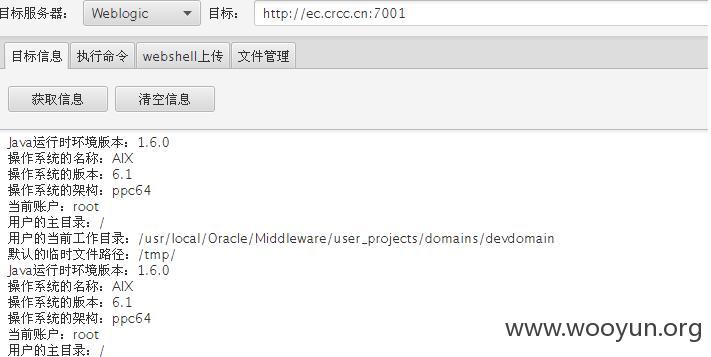 目标服务器： Weblogic 目标： http://ec.crcc.cn:7001
目标信息 执行命令 webshell上传 文件管理
获取信息 清空信息
Java运行时环境版本：1.6.0
操作系统的名称：AIX
操作系统的版本：6.1
操作系统的架构：ppc64
当前账户：root
用户的主目录：/
用户的当前工作目录：/usr/local/Oracle/Middleware/user_projects/domains/devdomain
默认的临时文件路径：/tmp/
Java运行时环境版本：1.6.0
操作系统的名称：AIX
操作系统的版本：6.1
操作系统的架构：ppc64
当前账户：root
用户的主目录：/
www.wooyun.org